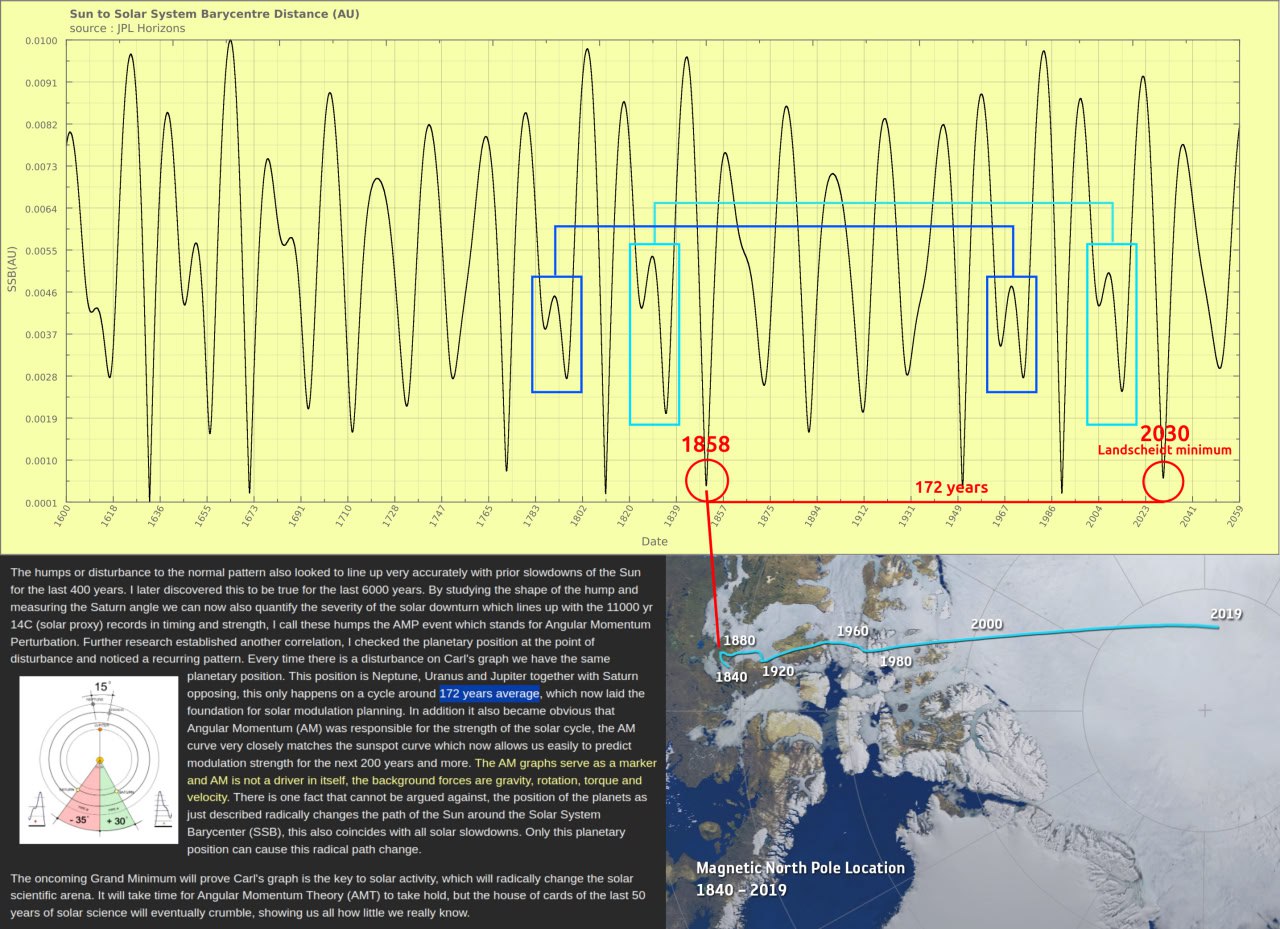 Sun to Solar System Barycentre Distance (AU)
source : JPL Horizons
0.0100
0.0091
0.0082
0.0073
0.0064
0.0055
0.0046
0.0037
0.0028
0.0019
0.0010
0.0001
SSB(AU)
1858
2030
Landscheidt minimum
172 years
1600
1618
1636
1655
1673
1691
1710
1728
1747
1765
1783
1802
1820
1839
1857
1875
1894
1912
1931
1949
1967
1986
2004
2023
2041
2059
Date
The humps or disturbance to the normal pattern also looked to line up very accurately with prior slowdowns of the Sun
for the last 400 years. I later discovered this to be true for the last 6000 years. By studying the shape of the hump and
measuring the Saturn angle we can now also quantify the severity of the solar downturn which lines up with the 11000 yr
14C (solar proxy) records in timing and strength, I call these humps the AMP event which stands for Angular Momentum
Perturbation. Further research established another correlation, I checked the planetary position at the point of
disturbance and noticed a recurring pattern. Every time there is a disturbance on Carl's graph we have the same
planetary position. This position is Neptune, Uranus and Jupiter together with Saturn
opposing, this only happens on a cycle around 172 years average, which now laid the
foundation for solar modulation planning. In addition it also became obvious that
Angular Momentum (AM) was responsible for the strength of the solar cycle, the AM
curve very closely matches the sunspot curve which now allows us easily to predict
modulation strength for the next 200 years and more. The AM graphs serve as a marker
and AM is not a driver in itself, the background forces are gravity, rotation, torque and
velocity. There is one fact that cannot be argued against, the position of the planets as
just described radically changes the path of the Sun around the Solar System
Barycenter (SSB), this also coincides with all solar slowdowns. Only this planetary
position can cause this radical path change.
15°
- 35°
+ 30°
The oncoming Grand Minimum will prove Carl's graph is the key to solar activity, which will radically change the solar
scientific arena. It will take time for Angular Momentum Theory (AMT) to take hold, but the house of cards of the last 50
years of solar science will eventually crumble, showing us all how little we really know.
1880
1840
1920
1960
1980
2000
2019
Magnetic North Pole Location
1840 – 2019